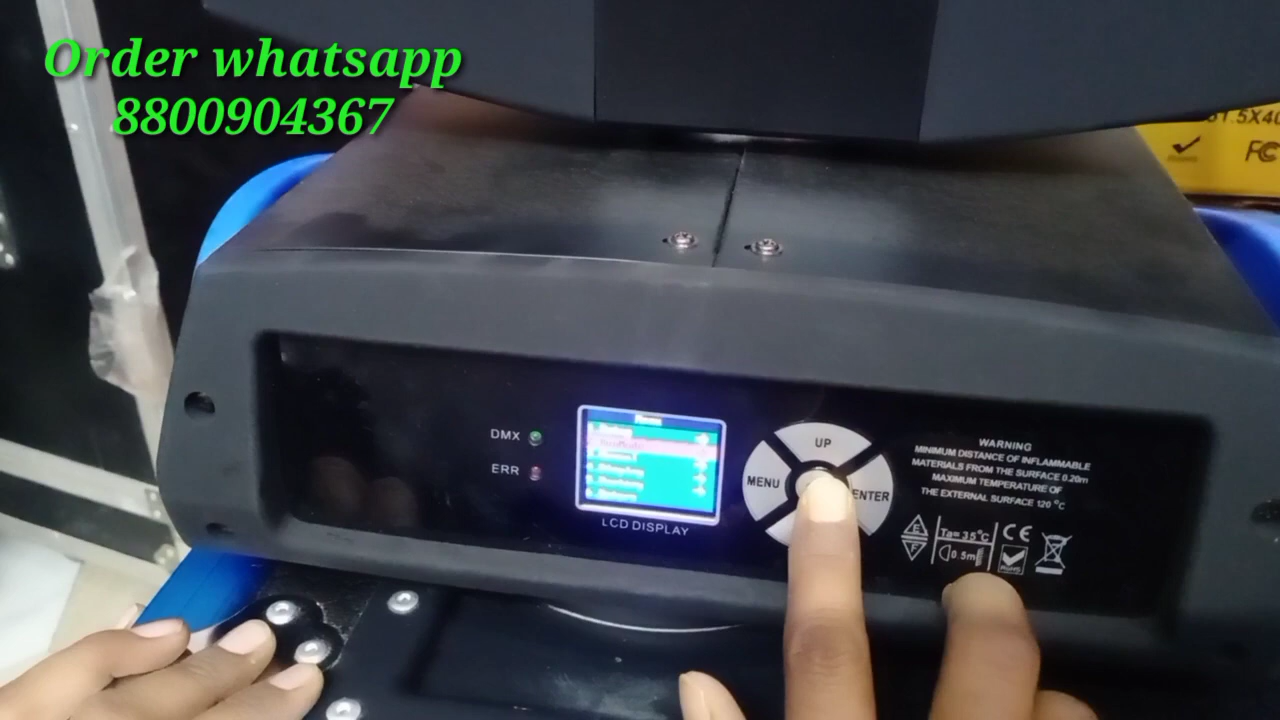 Order whatsapp
8800904367
FC
DMX
ERR
LCD DISPLAY
UP
MENU
ENTER
WARNING
MINIMUM DISTANCE OF INFLAMMABLE
MATERIALS FROM THE SURFACE 0.20m
MAXIMUM TEMPERATURE OF
THE EXTERNAL SURFACE 120 °C
E
F
Ta=35°C
0.5m
CE
RoHS